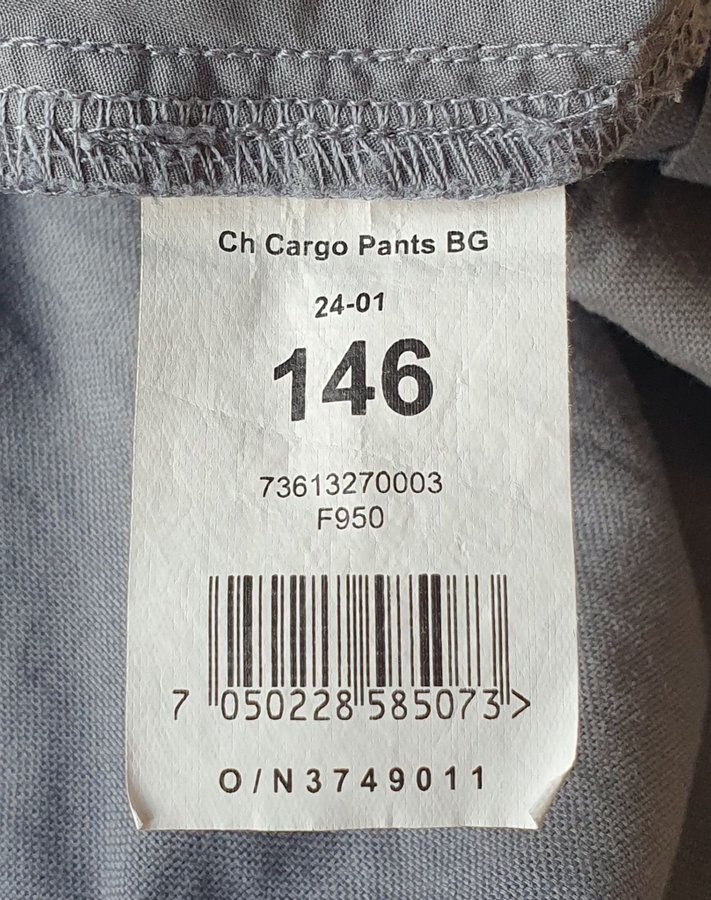 Ch Cargo Pants BG
24-01
146
73613270003
F950
7 050228 585073 >
O/N3749011